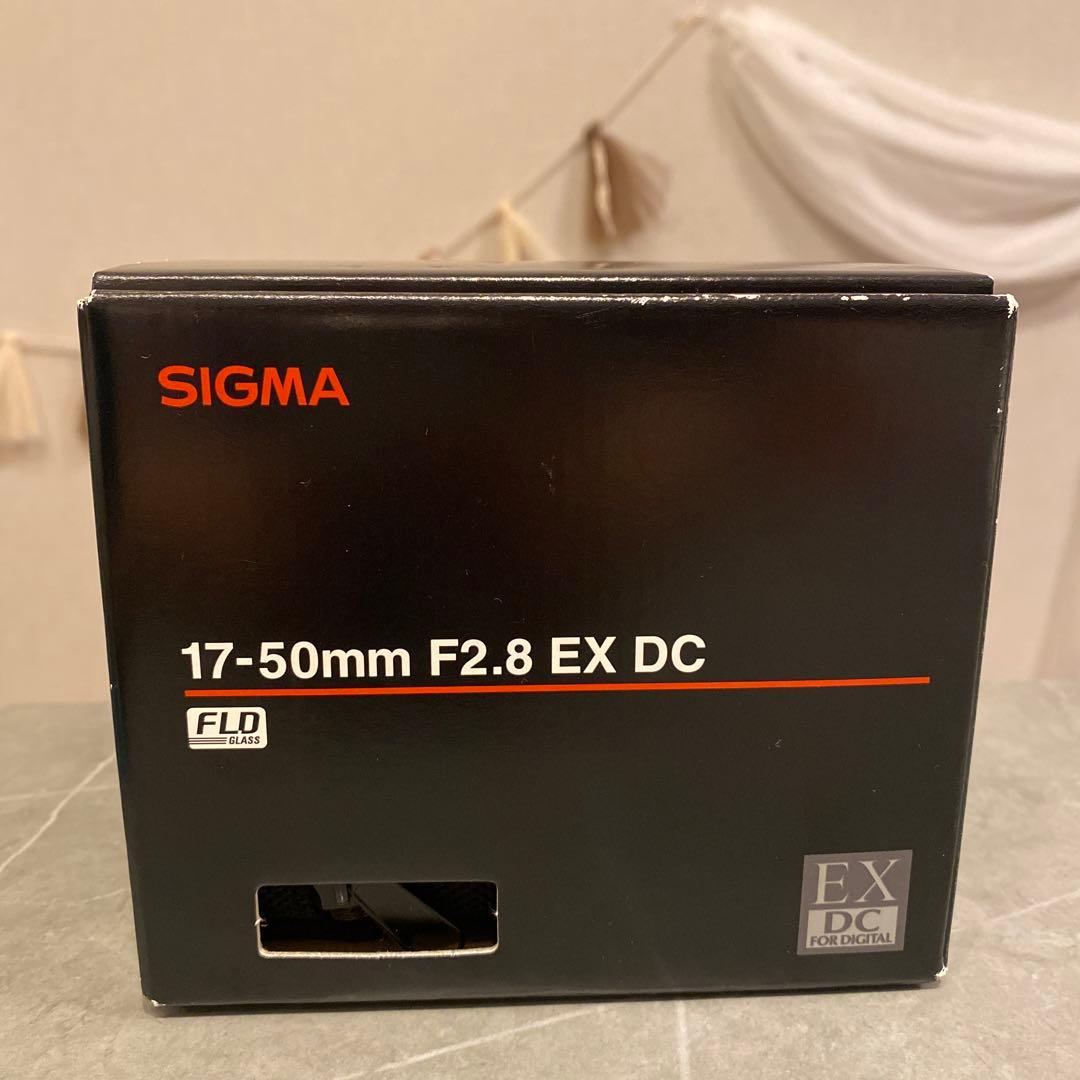 SIGMA
17-50mm F2.8 EX DC
FLD
GLASS
EX
DC
FOR DIGITAL